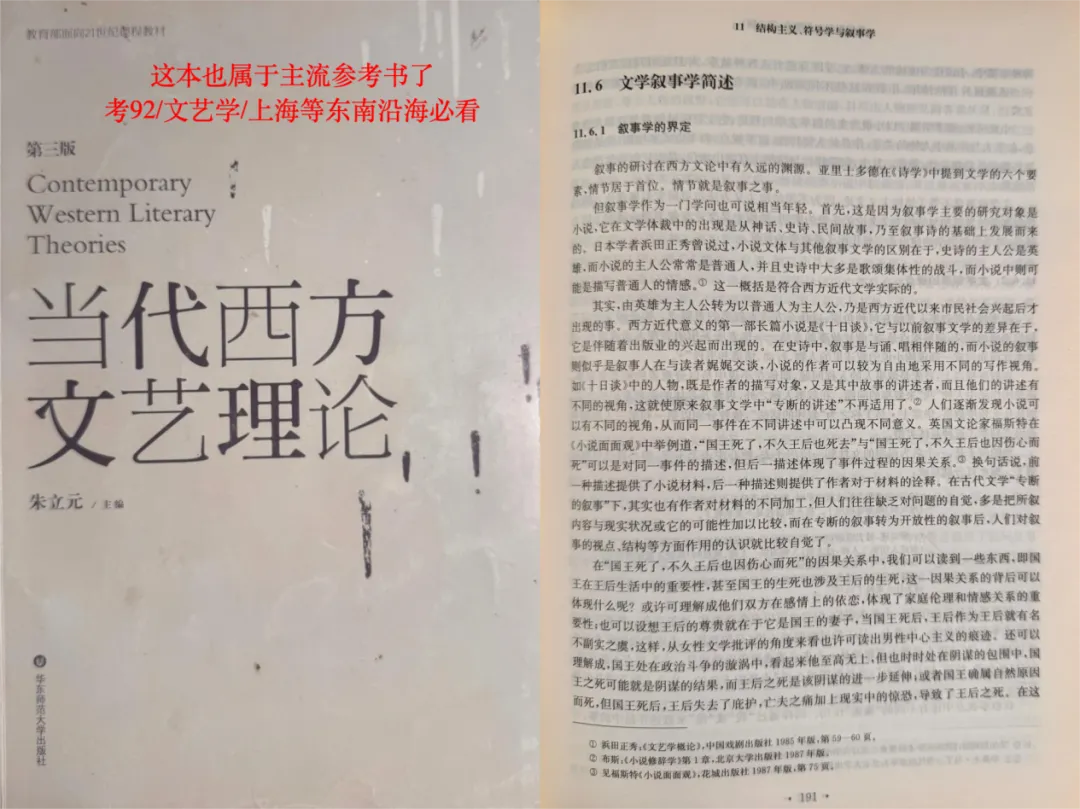 教育部面向21世纪课程教材
这本也属于主流参考书了
考92/文艺学/上海等东南沿海必看
第三版
Contemporary
Western Literary
Theories
当代西方
文艺理论
朱立元 / 主编
华东师范大学出版社
11 结构主义、符号学与叙事学
11.6 文学叙事学简述
11.6.1 叙事学的界定
叙事的研讨在西方文论中有久远的渊源。亚里士多德在《诗学》中提到文学的六个要
素,情节居于首位。情节就是叙事之事。
但叙事学作为一门学问也可说相当年轻。首先,这是因为叙事学主要的研究对象是
小说,它在文学体裁中的出现是从神话、史诗、民间故事,乃至叙事诗的基础上发展而来
的。日本学者浜田正秀曾说过,小说文体与其他叙事文学的区别在于,史诗的主人公是英
雄,而小说的主人公常常是普通人,并且史诗中大多是歌颂集体性的战斗,而小说中则可
能是描写普通人的情感。① 这一概括是符合西方近代文学实际的。
其实,由英雄为主人公转为以普通人为主人公,乃是西方近代以来市民社会兴起后才
出现的事。西方近代意义的第一部长篇小说是《十日谈》,它与以前叙事文学的差异在于,
它是伴随着出版业的兴起而出现的。在史诗中,叙事是与诵、唱相伴随的,而小说的叙事
则似乎是叙事人在与读者娓娓交谈,小说的作者可以较为自由地采用不同的写作视角。
如《十日谈》中的人物,既是作者的描写对象,又是其中故事的讲述者,而且他们的讲述有
不同的视角,这就使原来叙事文学中“专断的讲述”不再适用了。② 人们逐渐发现小说可
以有不同的视角,从而同一事件在不同讲述中可以凸现不同意义。英国文论家福斯特在
《小说面面观》中举例道,“国王死了,不久王后也死去”与“国王死了,不久王后也因伤心而
死”可以是对同一事件的描述,但后一描述体现了事件过程的因果关系。③ 换句话说,前
一种描述提供了小说材料,后一种描述则提供了作者对于材料的诠释。在古代文学“专断
的叙事”下,其实也有作者对材料的不同加工,但人们往往缺乏对问题的自觉,多是把所叙
内容与现实状况或它的可能性加以比较,而在专断的叙事转为开放性的叙事后,人们对叙
事的视点、结构等方面作用的认识就比较自觉了。
在“国王死了,不久王后也因伤心而死”的因果关系中,我们可以读到一些东西,即国
王在王后生活中的重要性,甚至国王的生死也涉及王后的生死,这一因果关系的背后可以
体现什么呢?或许可理解成他们双方在感情上的依恋,体现了家庭伦理和情感关系的重
要性;也可以设想王后的尊贵就在于它是国王的妻子,当国王死后,王后作为王后就有名
不副实之虞,这样,从女性文学批评的角度来看也许可读出男性中心主义的痕迹。还可以
理解成,国王处在政治斗争的漩涡中,看起来他至高无上,但也时时处在阴谋的包围中,国
王之死可能就是阴谋的结果,而王后之死是该阴谋的进一步延伸;或者国王确属自然原因
而死,但国王死后,王后失去了庇护,亡夫之痛加上现实中的惊恐,导致了王后之死。在这
① 浜田正秀:《文艺学概论》,中国戏剧出版社 1985 年版,第 59—60 页。
② 布斯:《小说修辞学》第 1 章,北京大学出版社 1987 年版。
③ 见福斯特《小说面面观》,花城出版社 1987 年版,第 75 页。
· 191 ·